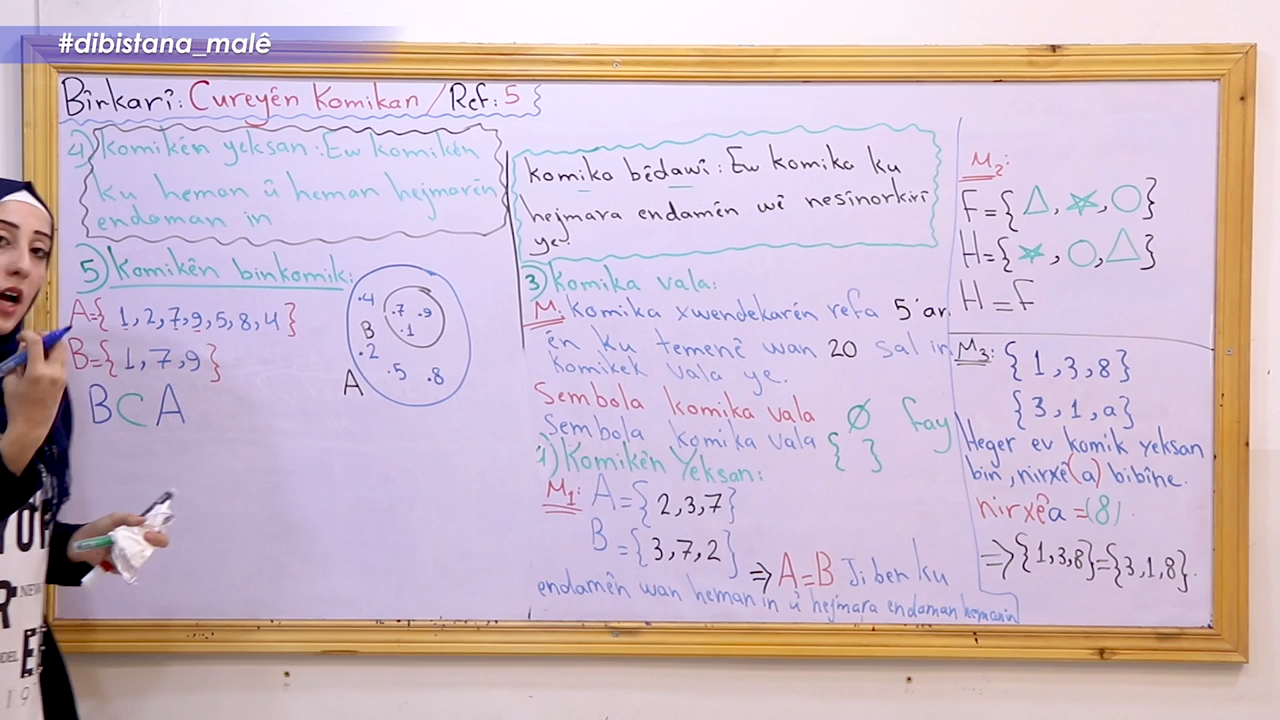 #dibistana_malê
Bîrkarî: Cureyên Komikan / Ref: 5
4) Komikên yeksan: Ew komikên
ku heman û heman hejmarên
endaman in
5) Komikên binkomik:
A={1,2,7,9,5,8,4}
B={1,7,9}
B⊂A
.4
.7 .9
.1
B
.2
.5 .8
A
Komika bêdawî: Ew komika ku
hejmara endamên wê nesînorkirî
ye.
3) Komika vala:
M: Komika xwendekarên refa 5'an
ên ku temenê wan 20 sal in
komikek vala ye.
Sembola komika vala Ø
Sembola komika vala { }
4) Komikên Yeksan:
M1: A={2,3,7}
B={3,7,2}
⇒ A=B Ji ber ku
endamên wan heman in û hejmara endaman heman in
M2:
F={△,☆,○}
H={☆,○,△}
H=F
M3: {1,3,8}
{3,1,a}
Heger ev komik yeksan
bin, nirxê (a) bibîne.
nirxê a =(8)
⇒{1,3,8}={3,1,8}.